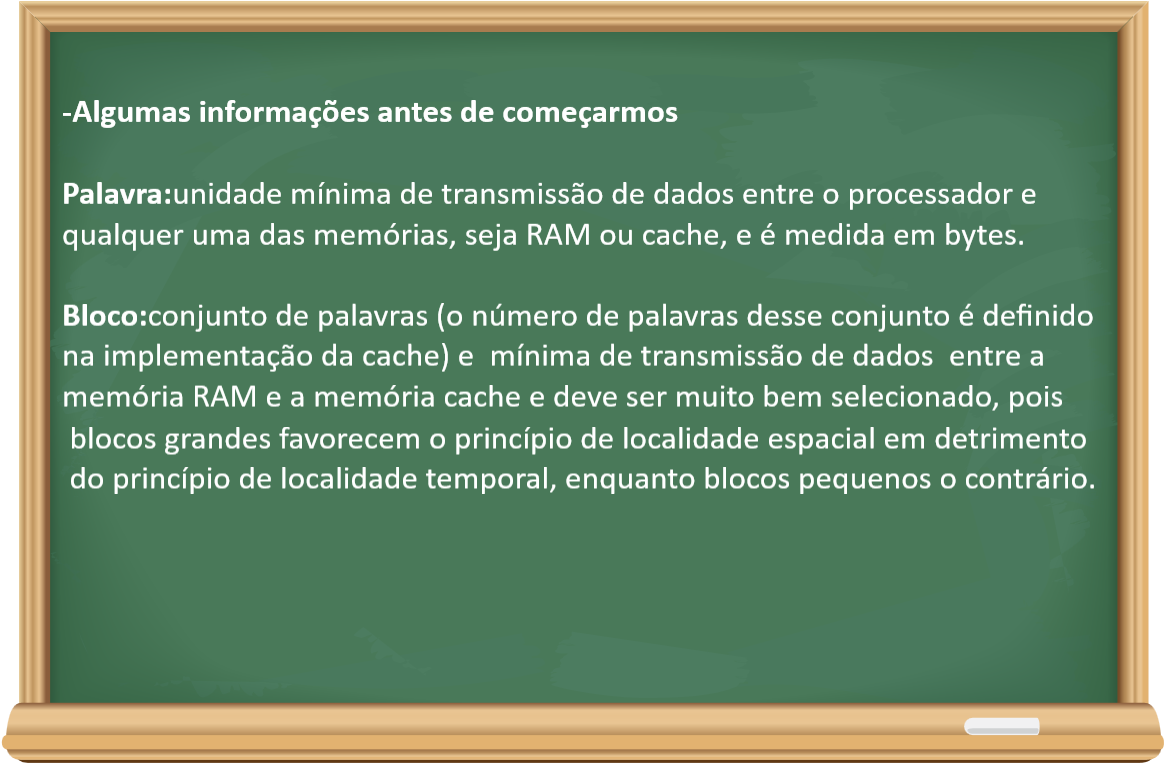 -Algumas informações antes de começarmos
Palavra:unidade mínima de transmissão de dados entre o processador e
qualquer uma das memórias, seja RAM ou cache, e é medida em bytes.
Bloco:conjunto de palavras (o número de palavras desse conjunto é definido
na implementação da cache) e  mínima de transmissão de dados  entre a
memória RAM e a memória cache e deve ser muito bem selecionado, pois
blocos grandes favorecem o princípio de localidade espacial em detrimento
do princípio de localidade temporal, enquanto blocos pequenos o contrário.